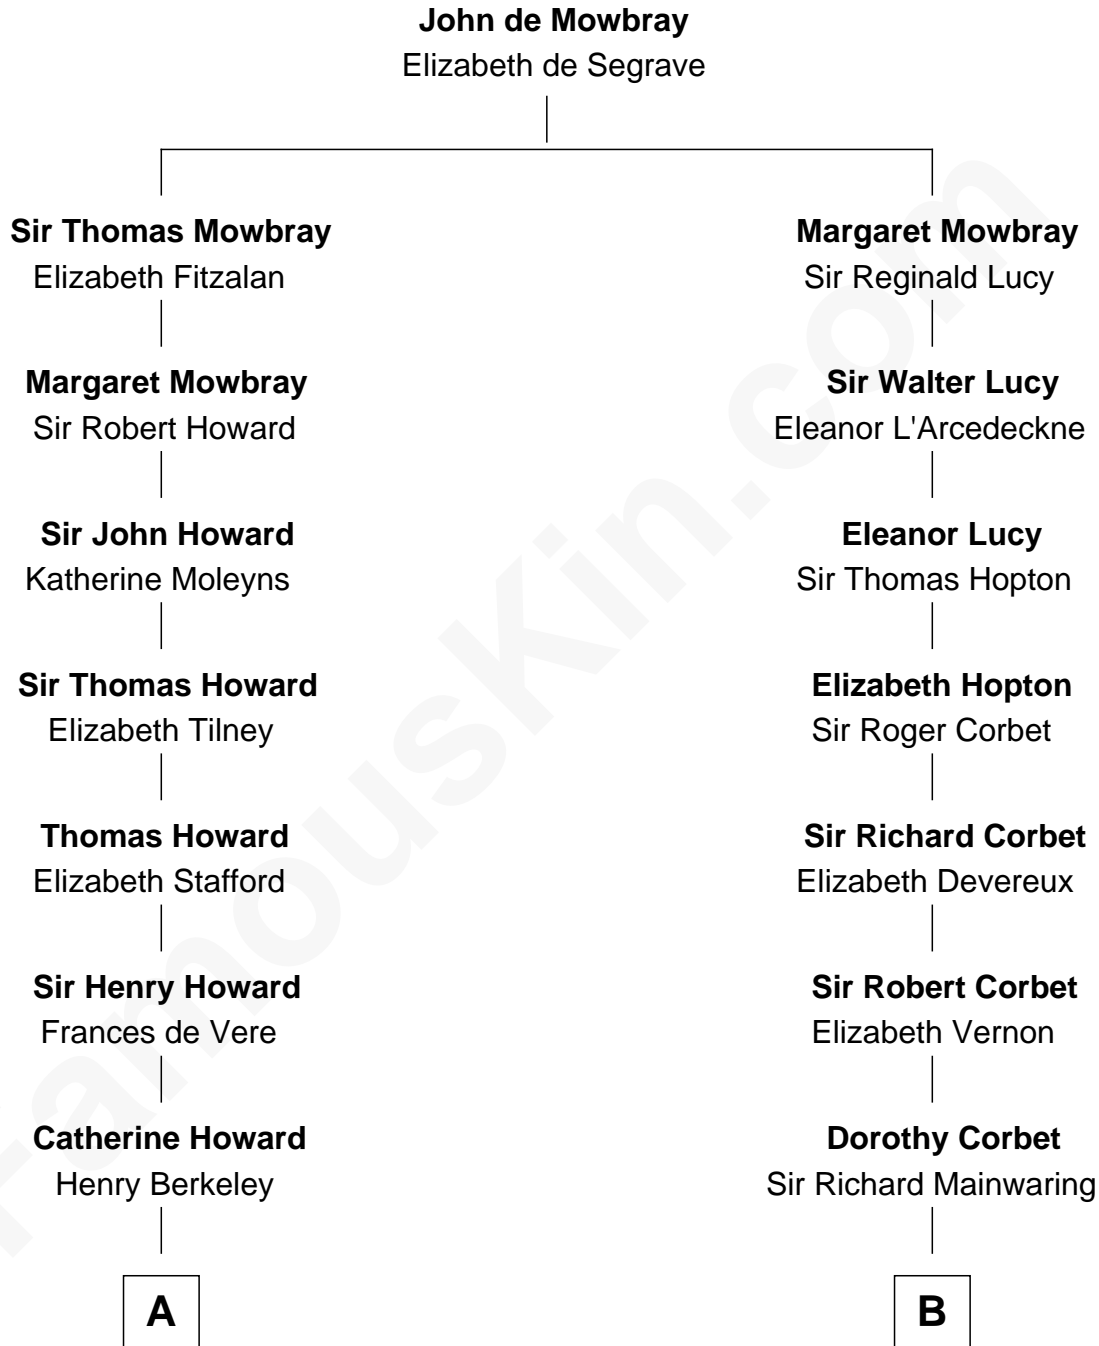 John de Mowbray
Elizabeth de Segrave
Sir Thomas Mowbray
Elizabeth Fitzalan
Margaret Mowbray
Sir Reginald Lucy
Margaret Mowbray
Sir Robert Howard
Sir Walter Lucy
Eleanor L'Arcedeckne
Sir John Howard
Katherine Moleyns
Eleanor Lucy
Sir Thomas Hopton
Sir Thomas Howard
Elizabeth Tilney
Elizabeth Hopton
Sir Roger Corbet
Thomas Howard
Elizabeth Stafford
Sir Richard Corbet
Elizabeth Devereux
Sir Henry Howard
Frances de Vere
Sir Robert Corbet
Elizabeth Vernon
Catherine Howard
Henry Berkeley
Dorothy Corbet
Sir Richard Mainwaring
A
B
FamousKin.com